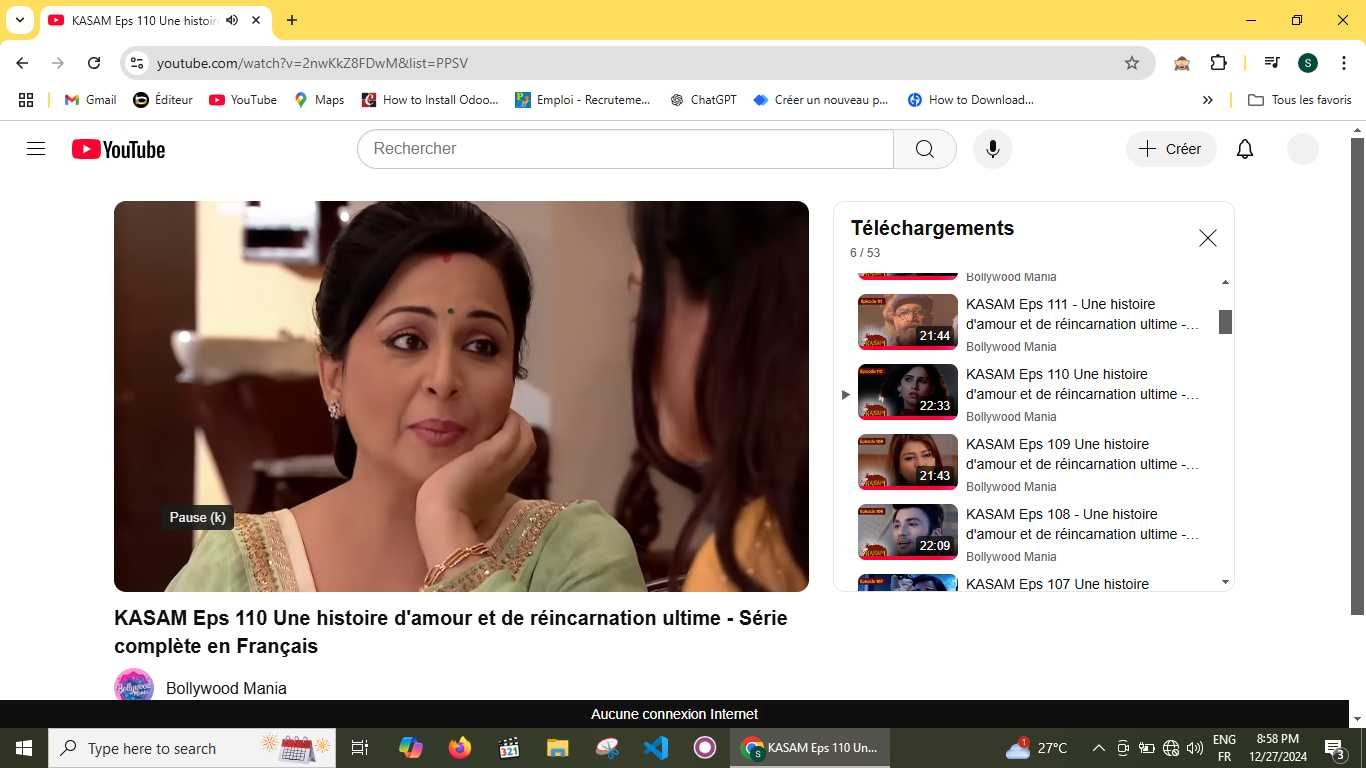 KASAM Eps 110 Une histoir
youtube.com/watch?v=2nwKkZ8FDwM&list=PPSV
S
Gmail
Éditeur
YouTube
Maps
How to Install Odoo...
Emploi - Recruteme...
ChatGPT
Créer un nouveau p...
How to Download...
Tous les favoris
YouTube
Rechercher
Créer
Téléchargements
6 / 53
Bollywood Mania
KASAM Eps 111 - Une histoire
d'amour et de réincarnation ultime -...
21:44
Bollywood Mania
KASAM Eps 110 Une histoire
d'amour et de réincarnation ultime -...
22:33
Bollywood Mania
KASAM Eps 109 Une histoire
d'amour et de réincarnation ultime -...
21:43
Bollywood Mania
KASAM Eps 108 - Une histoire
d'amour et de réincarnation ultime -...
22:09
Bollywood Mania
KASAM Eps 107 Une histoire
Pause (k)
KASAM Eps 110 Une histoire d'amour et de réincarnation ultime - Série
complète en Français
Bollywood Mania
Aucune connexion Internet
Type here to search
KASAM Eps 110 Un...
27°C
ENG
FR
8:58 PM
12/27/2024
3